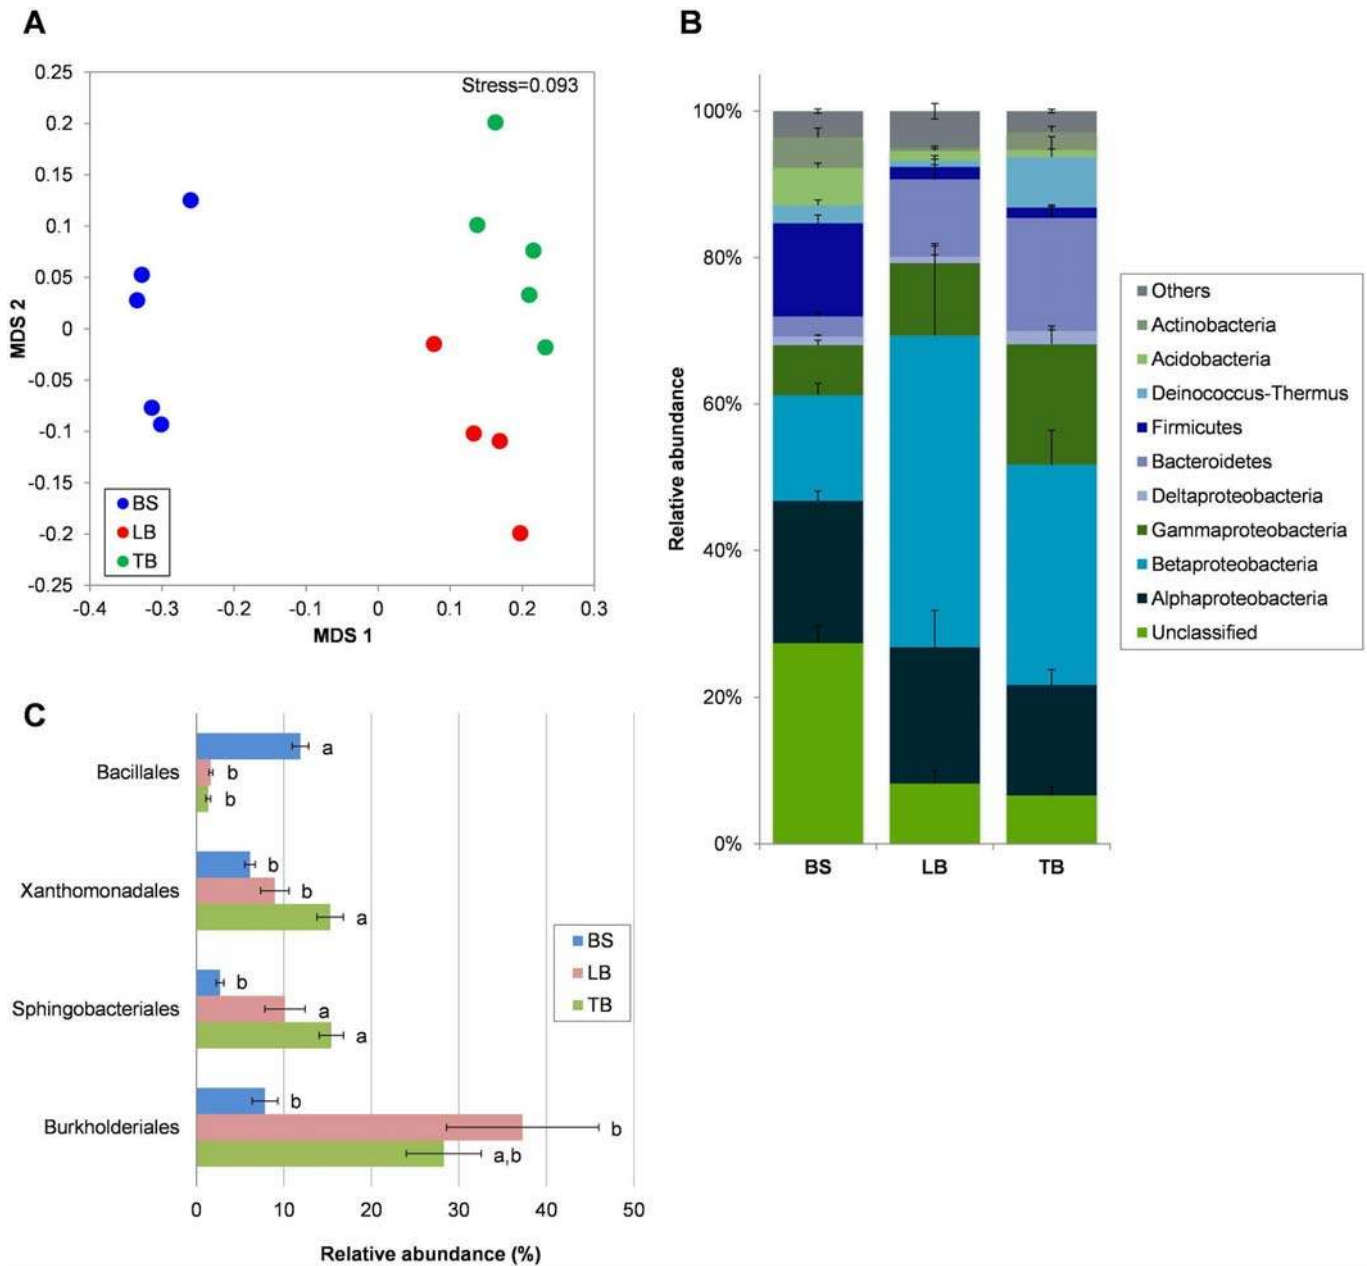 A
Stress=0.093
0.25
0.2
0.15
0.1
0.05
0
-0.05
-0.1
-0.15
-0.2
-0.25
MDS 2
BS
LB
TB
-0.4
-0.3
-0.2
-0.1
0
0.1
0.2
0.3
MDS 1
B
100%
80%
60%
40%
20%
0%
Relative abundance
BS
LB
TB
Others
Actinobacteria
Acidobacteria
Deinococcus-Thermus
Firmicutes
Bacteroidetes
Deltaproteobacteria
Gammaproteobacteria
Betaproteobacteria
Alphaproteobacteria
Unclassified
C
Bacillales
a
b
b
Xanthomonadales
b
b
a
Sphingobacteriales
b
a
a
Burkholderiales
b
b
a,b
BS
LB
TB
0
10
20
30
40
50
Relative abundance (%)